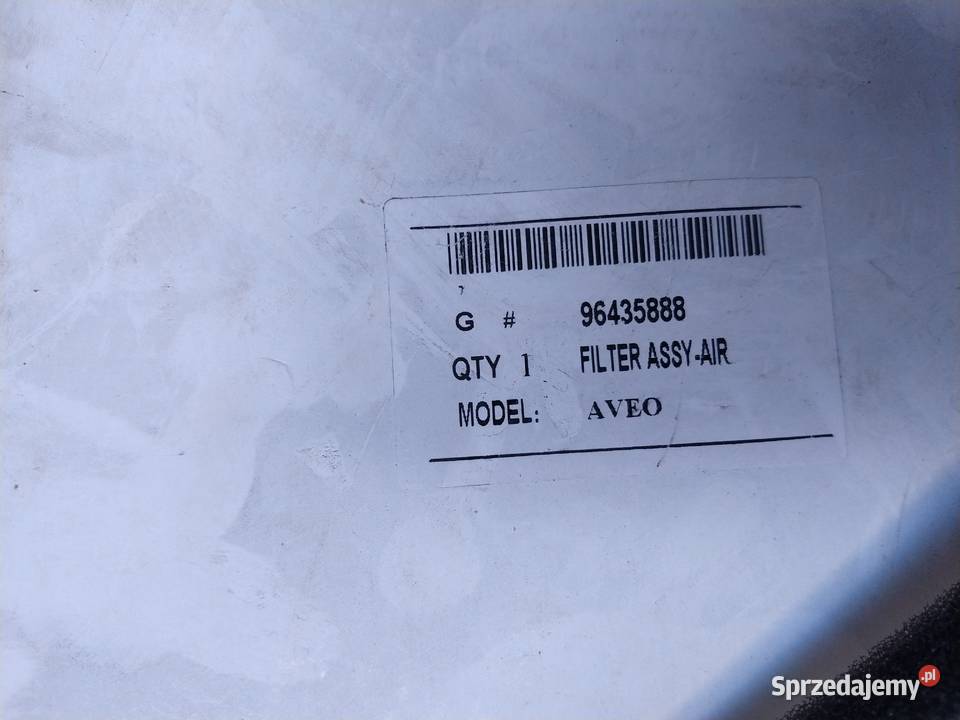 G # 96435888
QTY 1 FILTER ASSY-AIR
MODEL: AVEO
Sprzedajemy.pl